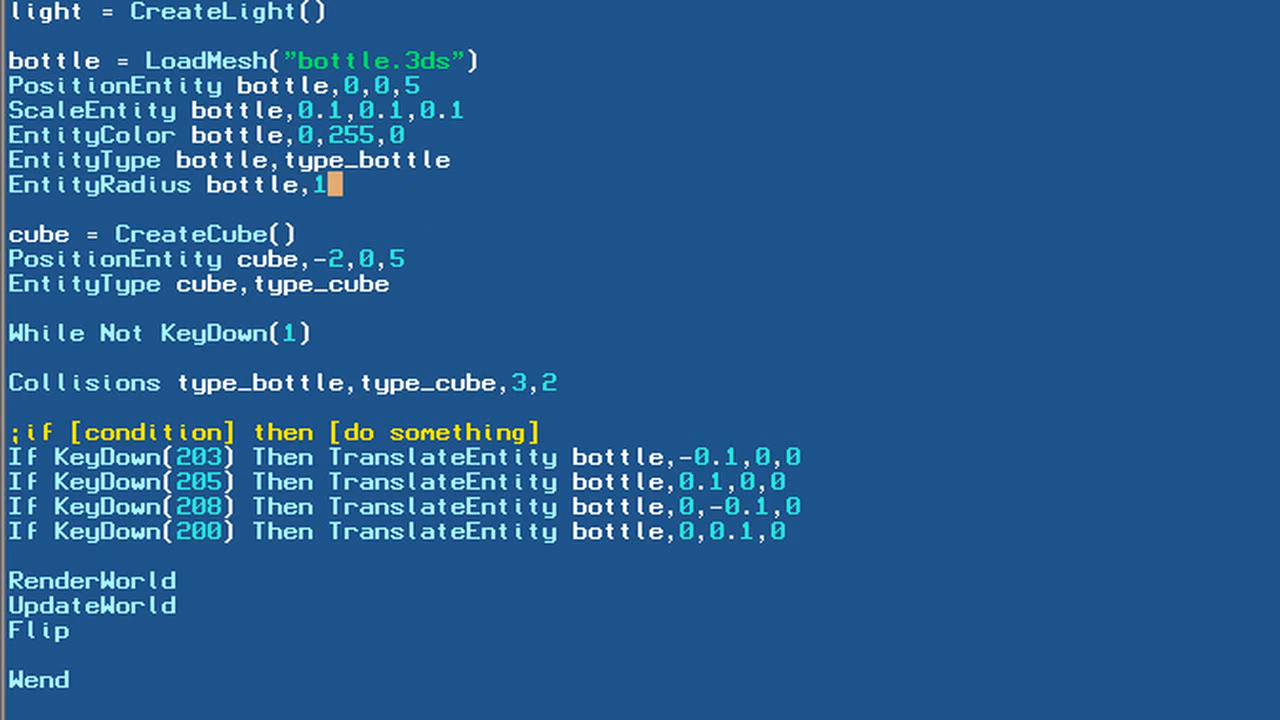 light = CreateLight()
bottle = LoadMesh("bottle.3ds")
PositionEntity bottle,0,0,5
ScaleEntity bottle,0.1,0.1,0.1
EntityColor bottle,0,255,0
EntityType bottle,type_bottle
EntityRadius bottle,1
cube = CreateCube()
PositionEntity cube,-2,0,5
EntityType cube,type_cube
While Not KeyDown(1)
Collisions type_bottle,type_cube,3,2
;if [condition] then [do something]
If KeyDown(203) Then TranslateEntity bottle,-0.1,0,0
If KeyDown(205) Then TranslateEntity bottle,0.1,0,0
If KeyDown(208) Then TranslateEntity bottle,0,-0.1,0
If KeyDown(200) Then TranslateEntity bottle,0,0.1,0
RenderWorld
UpdateWorld
Flip
Wend